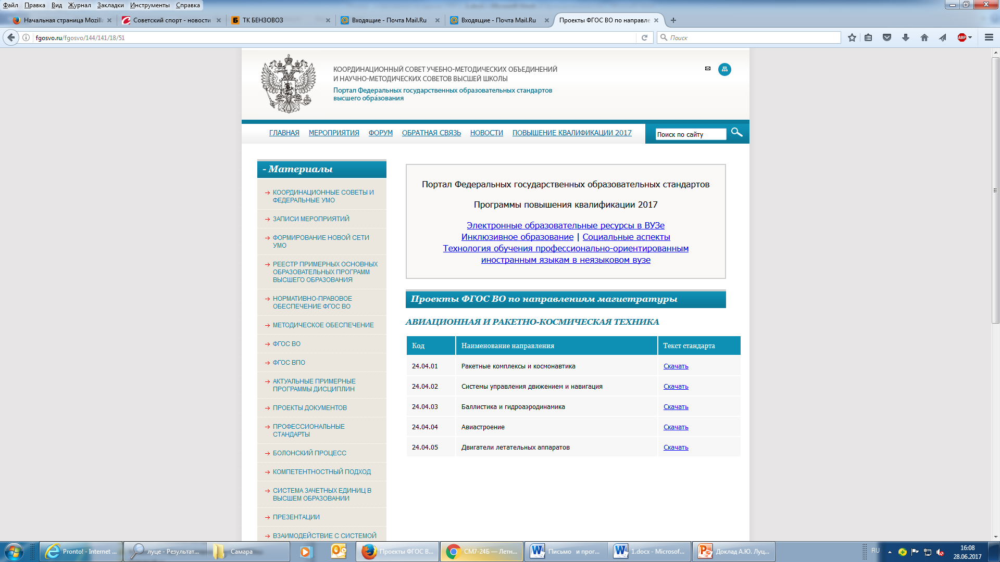 Файл Правка Вид Журнал Закладки Инструменты Справка
Начальная страница Mozill
Советский спорт - новости
ТК БЕНЗОВОЗ
Входящие - Почта Mail.Ru
Входящие - Почта Mail.Ru
Проекты ФГОС ВО по направле
fgosvo.ru/fgosvo/144/141/18/51
Поиск
ABP
КООРДИНАЦИОННЫЙ СОВЕТ УЧЕБНО-МЕТОДИЧЕСКИХ ОБЪЕДИНЕНИЙ
И НАУЧНО-МЕТОДИЧЕСКИХ СОВЕТОВ ВЫСШЕЙ ШКОЛЫ
Портал Федеральных государственных образовательных стандартов
высшего образования
ГЛАВНАЯ МЕРОПРИЯТИЯ ФОРУМ ОБРАТНАЯ СВЯЗЬ НОВОСТИ ПОВЫШЕНИЕ КВАЛИФИКАЦИИ 2017
Поиск по сайту
- Материалы
КООРДИНАЦИОННЫЕ СОВЕТЫ И
ФЕДЕРАЛЬНЫЕ УМО
ЗАПИСИ МЕРОПРИЯТИЙ
ФОРМИРОВАНИЕ НОВОЙ СЕТИ
УМО
РЕЕСТР ПРИМЕРНЫХ ОСНОВНЫХ
ОБРАЗОВАТЕЛЬНЫХ ПРОГРАММ
ВЫСШЕГО ОБРАЗОВАНИЯ
НОРМАТИВНО-ПРАВОВОЕ
ОБЕСПЕЧЕНИЕ ФГОС ВО
МЕТОДИЧЕСКОЕ ОБЕСПЕЧЕНИЕ
ФГОС ВО
ФГОС ВПО
АКТУАЛЬНЫЕ ПРИМЕРНЫЕ
ПРОГРАММЫ ДИСЦИПЛИН
ПРОЕКТЫ ДОКУМЕНТОВ
ПРОФЕССИОНАЛЬНЫЕ
СТАНДАРТЫ
БОЛОНСКИЙ ПРОЦЕСС
КОМПЕТЕНТНОСТНЫЙ ПОДХОД
СИСТЕМА ЗАЧЕТНЫХ ЕДИНИЦ В
ВЫСШЕМ ОБРАЗОВАНИИ
ПРЕЗЕНТАЦИИ
ВЗАИМОДЕЙСТВИЕ С СИСТЕМОЙ
Портал Федеральных государственных образовательных стандартов
Программы повышения квалификации 2017
Электронные образовательные ресурсы в ВУЗе
Инклюзивное образование | Социальные аспекты
Технология обучения профессионально-ориентированным
иностранным языкам в неязыковом вузе
Проекты ФГОС ВО по направлениям магистратуры
АВИАЦИОННАЯ И РАКЕТНО-КОСМИЧЕСКАЯ ТЕХНИКА
Код Наименование направления Текст стандарта
24.04.01 Ракетные комплексы и космонавтика Скачать
24.04.02 Системы управления движением и навигация Скачать
24.04.03 Баллистика и гидроаэродинамика Скачать
24.04.04 Авиастроение Скачать
24.04.05 Двигатели летательных аппаратов Скачать
Pronto! - Internet ...
луце - Результат...
Самара
Проекты ФГОС В...
СМ7-24Б — Летн...
Письмо и прог...
1.docx - Microsof...
Доклад А.Ю. Луц...
RU
16:08
28.06.2017